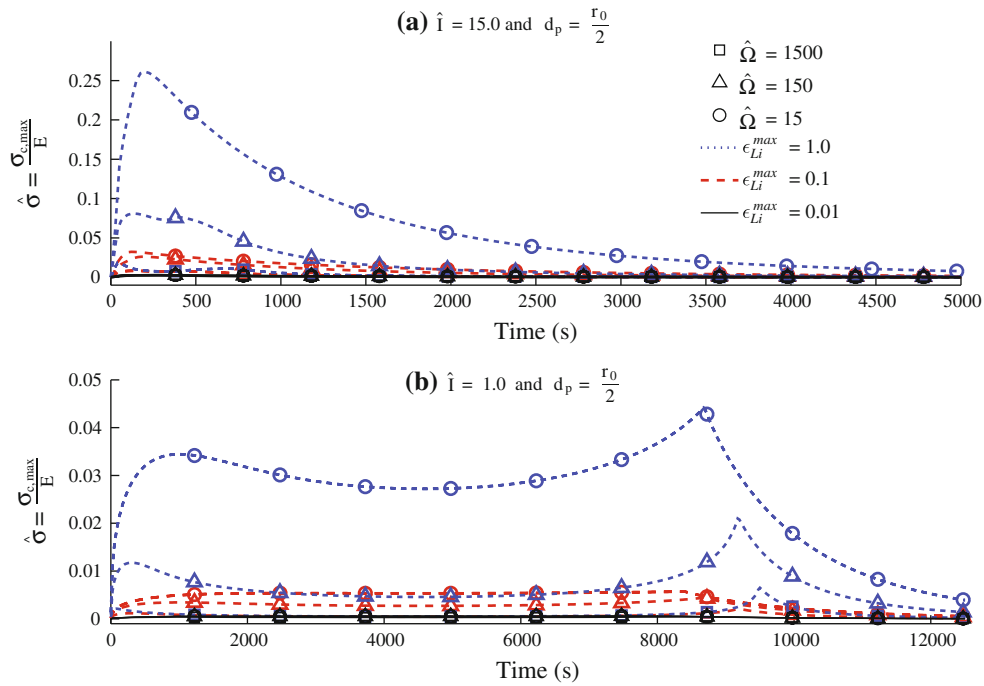 (a) Î = 15.0 and d_p = r_0/2
σ̂ = σ_c,max/E
0.25
0.2
0.15
0.1
0.05
0
0 500 1000 1500 2000 2500 3000 3500 4000 4500 5000
Time (s)
Ω̂ = 1500
Ω̂ = 150
Ω̂ = 15
ϵ_Li^max = 1.0
ϵ_Li^max = 0.1
ϵ_Li^max = 0.01
(b) Î = 1.0 and d_p = r_0/2
σ̂ = σ_c,max/E
0.05
0.04
0.03
0.02
0.01
0
0 2000 4000 6000 8000 10000 12000
Time (s)